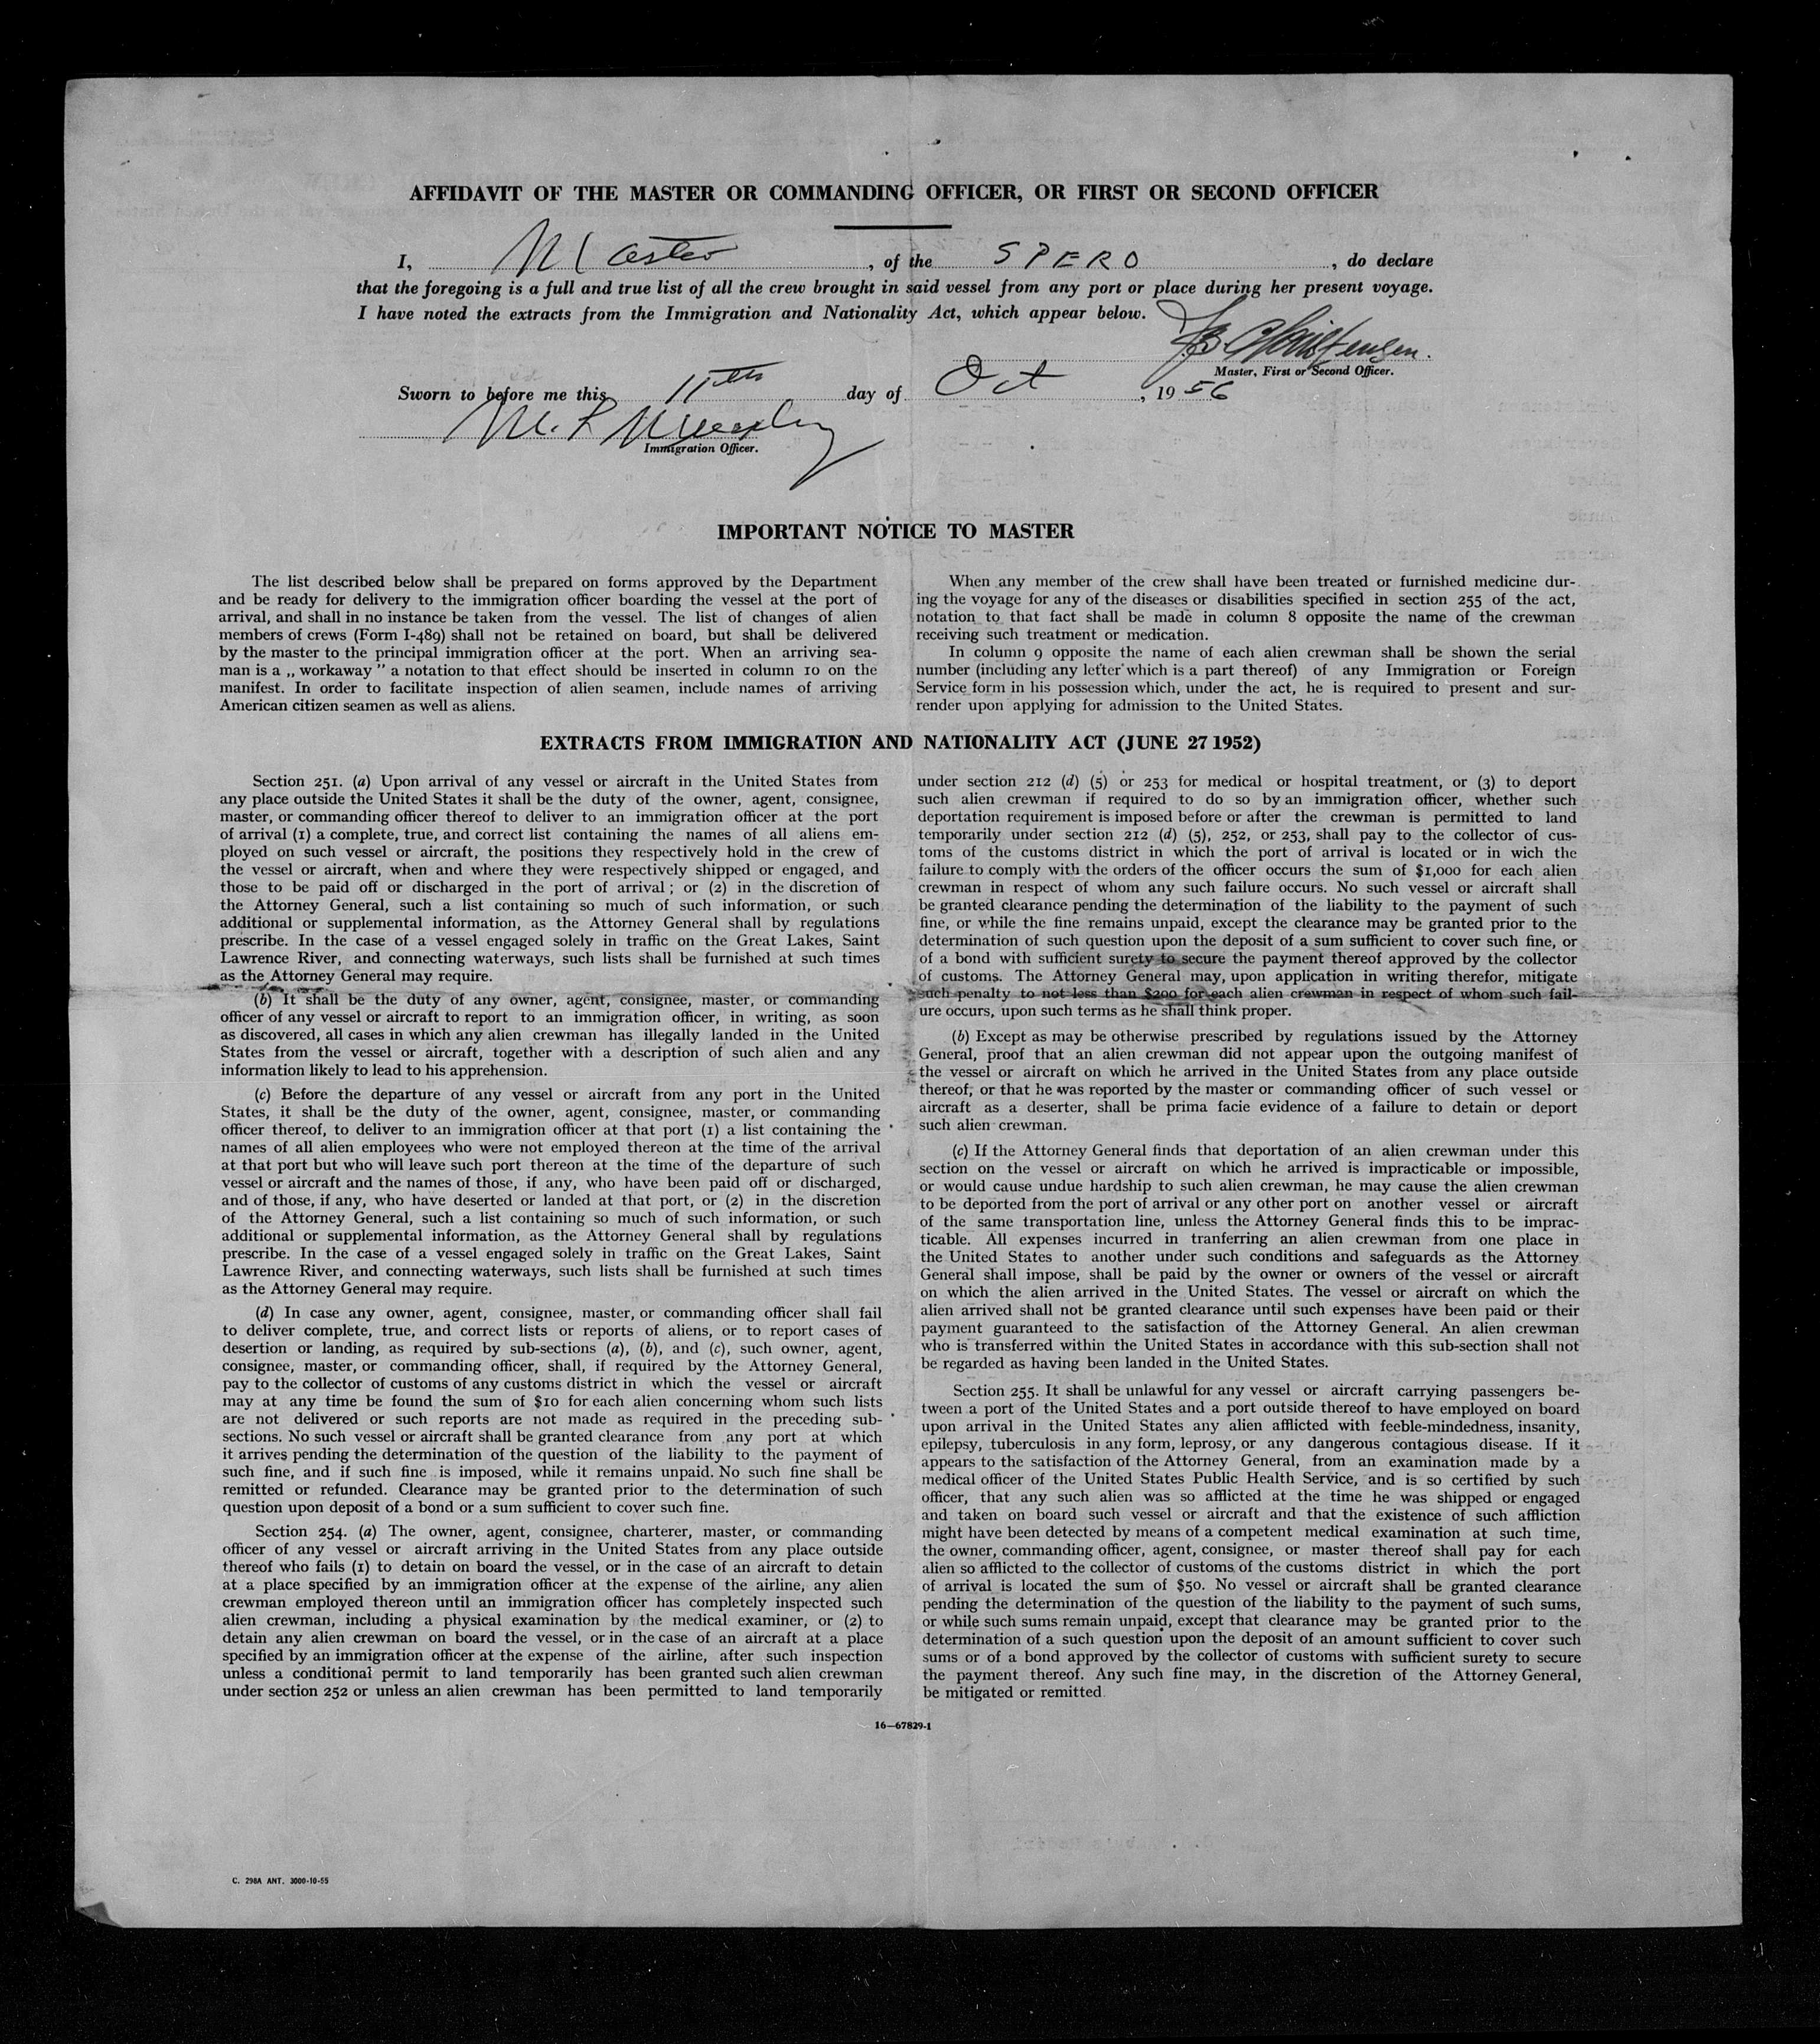 AFFIDAVIT OF THE MASTER OR COMMANDING OFFICER, OR FIRST OR SECOND OFFICER
I, Master, of the SPERO, do declare
that the foregoing is a full and true list of all the crew brought in said vessel from any port or place during her present voyage.
I have noted the extracts from the Immigration and Nationality Act, which appear below.
Christensen.
Master, First or Second Officer.
Sworn to before me this 11th day of Oct, 1956
M. R Murphy
Immigration Officer.
IMPORTANT NOTICE TO MASTER
The list described below shall be prepared on forms approved by the Department
and be ready for delivery to the immigration officer boarding the vessel at the port of
arrival, and shall in no instance be taken from the vessel. The list of changes of alien
members of crews (Form I-489) shall not be retained on board, but shall be delivered
by the master to the principal immigration officer at the port. When an arriving sea-
man is a „ workaway ” a notation to that effect should be inserted in column 10 on the
manifest. In order to facilitate inspection of alien seamen, include names of arriving
American citizen seamen as well as aliens.
When any member of the crew shall have been treated or furnished medicine dur-
ing the voyage for any of the diseases or disabilities specified in section 255 of the act,
notation to that fact shall be made in column 8 opposite the name of the crewman
receiving such treatment or medication.
In column 9 opposite the name of each alien crewman shall be shown the serial
number (including any letter which is a part thereof) of any Immigration or Foreign
Service form in his possession which, under the act, he is required to present and sur-
render upon applying for admission to the United States.
EXTRACTS FROM IMMIGRATION AND NATIONALITY ACT (JUNE 27 1952)
Section 251. (a) Upon arrival of any vessel or aircraft in the United States from
any place outside the United States it shall be the duty of the owner, agent, consignee,
master, or commanding officer thereof to deliver to an immigration officer at the port
of arrival (1) a complete, true, and correct list containing the names of all aliens em-
ployed on such vessel or aircraft, the positions they respectively hold in the crew of
the vessel or aircraft, when and where they were respectively shipped or engaged, and
those to be paid off or discharged in the port of arrival ; or (2) in the discretion of
the Attorney General, such a list containing so much of such information, or such
additional or supplemental information, as the Attorney General shall by regulations
prescribe. In the case of a vessel engaged solely in traffic on the Great Lakes, Saint
Lawrence River, and connecting waterways, such lists shall be furnished at such times
as the Attorney General may require.
(b) It shall be the duty of any owner, agent, consignee, master, or commanding
officer of any vessel or aircraft to report to an immigration officer, in writing, as soon
as discovered, all cases in which any alien crewman has illegally landed in the United
States from the vessel or aircraft, together with a description of such alien and any
information likely to lead to his apprehension.
(c) Before the departure of any vessel or aircraft from any port in the United
States, it shall be the duty of the owner, agent, consignee, master, or commanding
officer thereof, to deliver to an immigration officer at that port (1) a list containing the
names of all alien employees who were not employed thereon at the time of the arrival
at that port but who will leave such port thereon at the time of the departure of such
vessel or aircraft and the names of those, if any, who have been paid off or discharged,
and of those, if any, who have deserted or landed at that port, or (2) in the discretion
of the Attorney General, such a list containing so much of such information, or such
additional or supplemental information, as the Attorney General shall by regulations
prescribe. In the case of a vessel engaged solely in traffic on the Great Lakes, Saint
Lawrence River, and connecting waterways, such lists shall be furnished at such times
as the Attorney General may require.
(d) In case any owner, agent, consignee, master, or commanding officer shall fail
to deliver complete, true, and correct lists or reports of aliens, or to report cases of
desertion or landing, as required by sub-sections (a), (b), and (c), such owner, agent,
consignee, master, or commanding officer, shall, if required by the Attorney General,
pay to the collector of customs of any customs district in which the vessel or aircraft
may at any time be found the sum of $10 for each alien concerning whom such lists
are not delivered or such reports are not made as required in the preceding sub-
sections. No such vessel or aircraft shall be granted clearance from any port at which
it arrives pending the determination of the question of the liability to the payment of
such fine, and if such fine is imposed, while it remains unpaid. No such fine shall be
remitted or refunded. Clearance may be granted prior to the determination of such
question upon deposit of a bond or a sum sufficient to cover such fine.
Section 254. (a) The owner, agent, consignee, charterer, master, or commanding
officer of any vessel or aircraft arriving in the United States from any place outside
thereof who fails (1) to detain on board the vessel, or in the case of an aircraft to detain
at a place specified by an immigration officer at the expense of the airline, any alien
crewman employed thereon until an immigration officer has completely inspected such
alien crewman, including a physical examination by the medical examiner, or (2) to
detain any alien crewman on board the vessel, or in the case of an aircraft at a place
specified by an immigration officer at the expense of the airline, after such inspection
unless a conditional permit to land temporarily has been granted such alien crewman
under section 252 or unless an alien crewman has been permitted to land temporarily
under section 212 (d) (5) or 253 for medical or hospital treatment, or (3) to deport
such alien crewman if required to do so by an immigration officer, whether such
deportation requirement is imposed before or after the crewman is permitted to land
temporarily under section 212 (d) (5), 252, or 253, shall pay to the collector of cus-
toms of the customs district in which the port of arrival is located or in wich the
failure to comply with the orders of the officer occurs the sum of $1,000 for each alien
crewman in respect of whom any such failure occurs. No such vessel or aircraft shall
be granted clearance pending the determination of the liability to the payment of such
fine, or while the fine remains unpaid, except the clearance may be granted prior to the
determination of such question upon the deposit of a sum sufficient to cover such fine, or
of a bond with sufficient surety to secure the payment thereof approved by the collector
of customs. The Attorney General may, upon application in writing therefor, mitigate
such penalty to not less than $200 for each alien crewman in respect of whom such fail-
ure occurs, upon such terms as he shall think proper.
(b) Except as may be otherwise prescribed by regulations issued by the Attorney
General, proof that an alien crewman did not appear upon the outgoing manifest of
the vessel or aircraft on which he arrived in the United States from any place outside
thereof, or that he was reported by the master or commanding officer of such vessel or
aircraft as a deserter, shall be prima facie evidence of a failure to detain or deport
such alien crewman.
(c) If the Attorney General finds that deportation of an alien crewman under this
section on the vessel or aircraft on which he arrived is impracticable or impossible,
or would cause undue hardship to such alien crewman, he may cause the alien crewman
to be deported from the port of arrival or any other port on another vessel or aircraft
of the same transportation line, unless the Attorney General finds this to be imprac-
ticable. All expenses incurred in tranferring an alien crewman from one place in
the United States to another under such conditions and safeguards as the Attorney
General shall impose, shall be paid by the owner or owners of the vessel or aircraft
on which the alien arrived in the United States. The vessel or aircraft on which the
alien arrived shall not be granted clearance until such expenses have been paid or their
payment guaranteed to the satisfaction of the Attorney General. An alien crewman
who is transferred within the United States in accordance with this sub-section shall not
be regarded as having been landed in the United States.
Section 255. It shall be unlawful for any vessel or aircraft carrying passengers be-
tween a port of the United States and a port outside thereof to have employed on board
upon arrival in the United States any alien afflicted with feeble-mindedness, insanity,
epilepsy, tuberculosis in any form, leprosy, or any dangerous contagious disease. If it
appears to the satisfaction of the Attorney General, from an examination made by a
medical officer of the United States Public Health Service, and is so certified by such
officer, that any such alien was so afflicted at the time he was shipped or engaged
and taken on board such vessel or aircraft and that the existence of such affliction
might have been detected by means of a competent medical examination at such time,
the owner, commanding officer, agent, consignee, or master thereof shall pay for each
alien so afflicted to the collector of customs of the customs district in which the port
of arrival is located the sum of $50. No vessel or aircraft shall be granted clearance
pending the determination of the question of the liability to the payment of such sums,
or while such sums remain unpaid, except that clearance may be granted prior to the
determination of a such question upon the deposit of an amount sufficient to cover such
sums or of a bond approved by the collector of customs with sufficient surety to secure
the payment thereof. Any such fine may, in the discretion of the Attorney General,
be mitigated or remitted
16—67829-1
C. 298A ANT. 3000-10-55